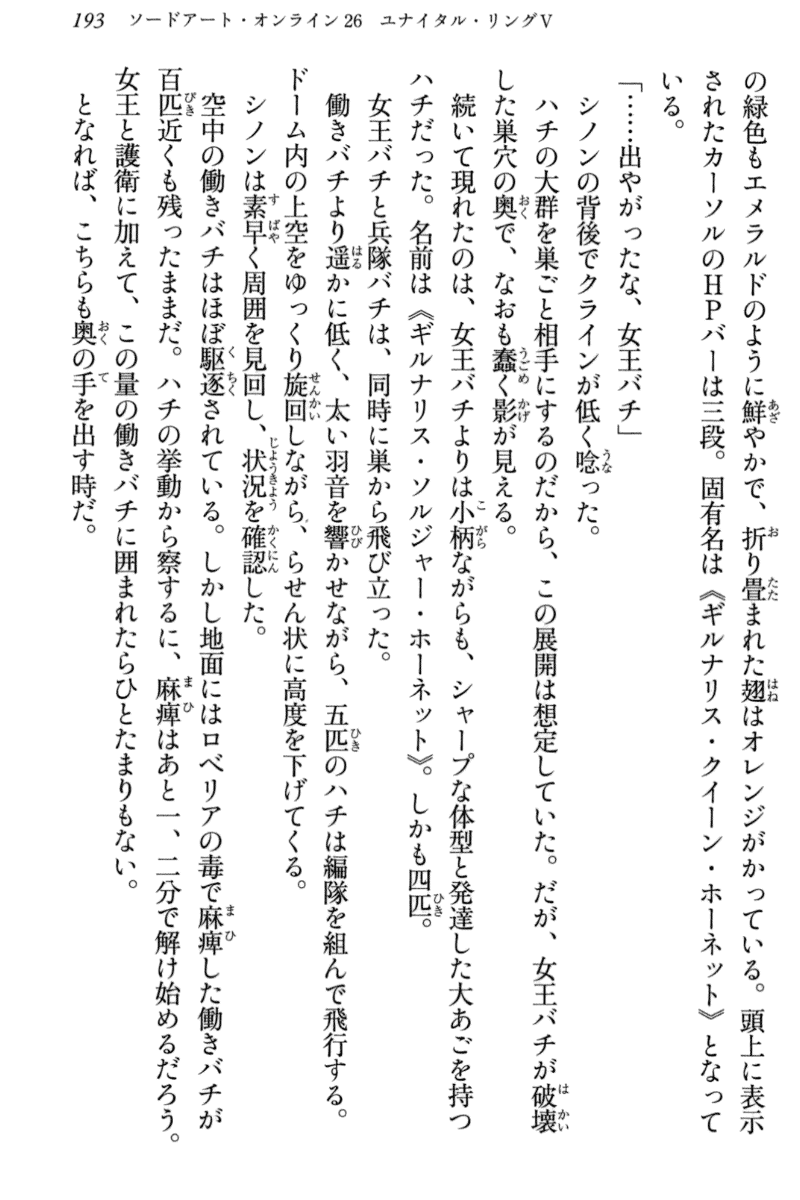 193　ソードアート・オンライン26　ユナイタル・リングⅤ
の緑色もエメラルドのように鮮やかで、折り畳まれた翅はオレンジがかっている。頭上に表示
されたカーソルのHPバーは三段。固有名は《ギルナリス・クイーン・ホーネット》となって
いる。
「……出やがったな、女王バチ」
シノンの背後でクラインが低く唸った。
ハチの大群を巣ごと相手にするのだから、この展開は想定していた。だが、女王バチが破壊
した巣穴の奥で、なおも蠢く影が見える。
続いて現れたのは、女王バチよりは小柄ながらも、シャープな体型と発達した大あごを持つ
ハチだった。名前は《ギルナリス・ソルジャー・ホーネット》。しかも四匹。
女王バチと兵隊バチは、同時に巣から飛び立った。
働きバチより遥かに低く、太い羽音を響かせながら、五匹のハチは編隊を組んで飛行する。
ドーム内の上空をゆっくり旋回しながら、らせん状に高度を下げてくる。
シノンは素早く周囲を見回し、状況を確認した。
空中の働きバチはほぼ駆逐されている。しかし地面にはロベリアの毒で麻痺した働きバチが
百匹近くも残ったままだ。ハチの挙動から察するに、麻痺はあと一、二分で解け始めるだろう。
女王と護衛に加えて、この量の働きバチに囲まれたらひとたまりもない。
となれば、こちらも奥の手を出す時だ。